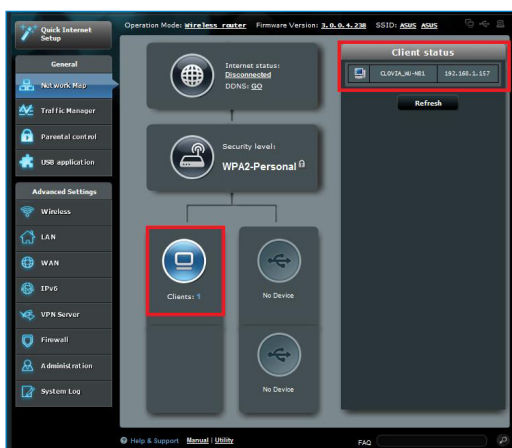 Quick Internet
Setup
Operation Mode: Wireless router Firmware Version: 3.0.0.4.238 SSID: ASUS ASUS
General
Network Map
Traffic Manager
Parental control
USB application
Advanced Settings
Wireless
LAN
WAN
IPv6
VPN Server
Firewall
Administration
System Log
Internet status:
Disconnected
DDNS: GO
Security level:
WPA2-Personal
Clients: 1
No Device
No Device
Client status
CLOVIA_WU-NB1 192.168.1.157
Refresh
Help & Support Manual | Utility FAQ